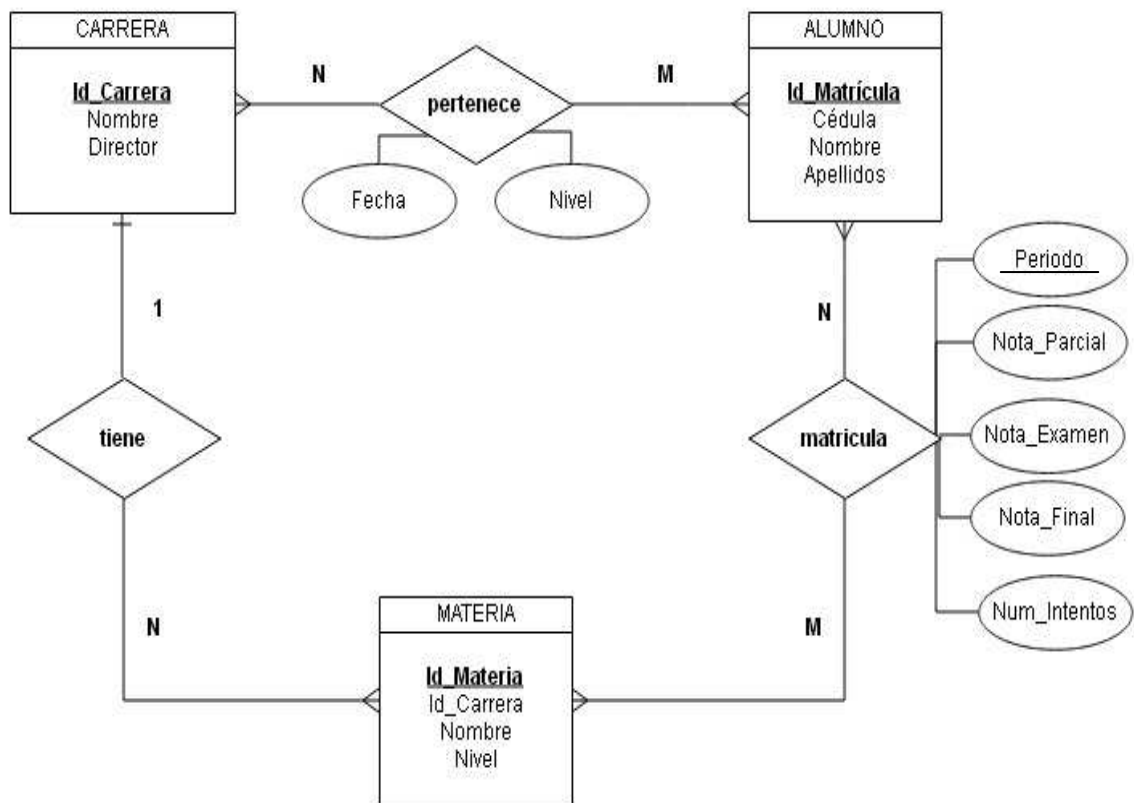 CARRERA
Id_Carrera
Nombre
Director
N
pertenece
M
Fecha
Nivel
ALUMNO
Id_Matrícula
Cédula
Nombre
Apellidos
1
tiene
N
N
matricula
M
Periodo
Nota_Parcial
Nota_Examen
Nota_Final
Num_Intentos
MATERIA
Id_Materia
Id_Carrera
Nombre
Nivel